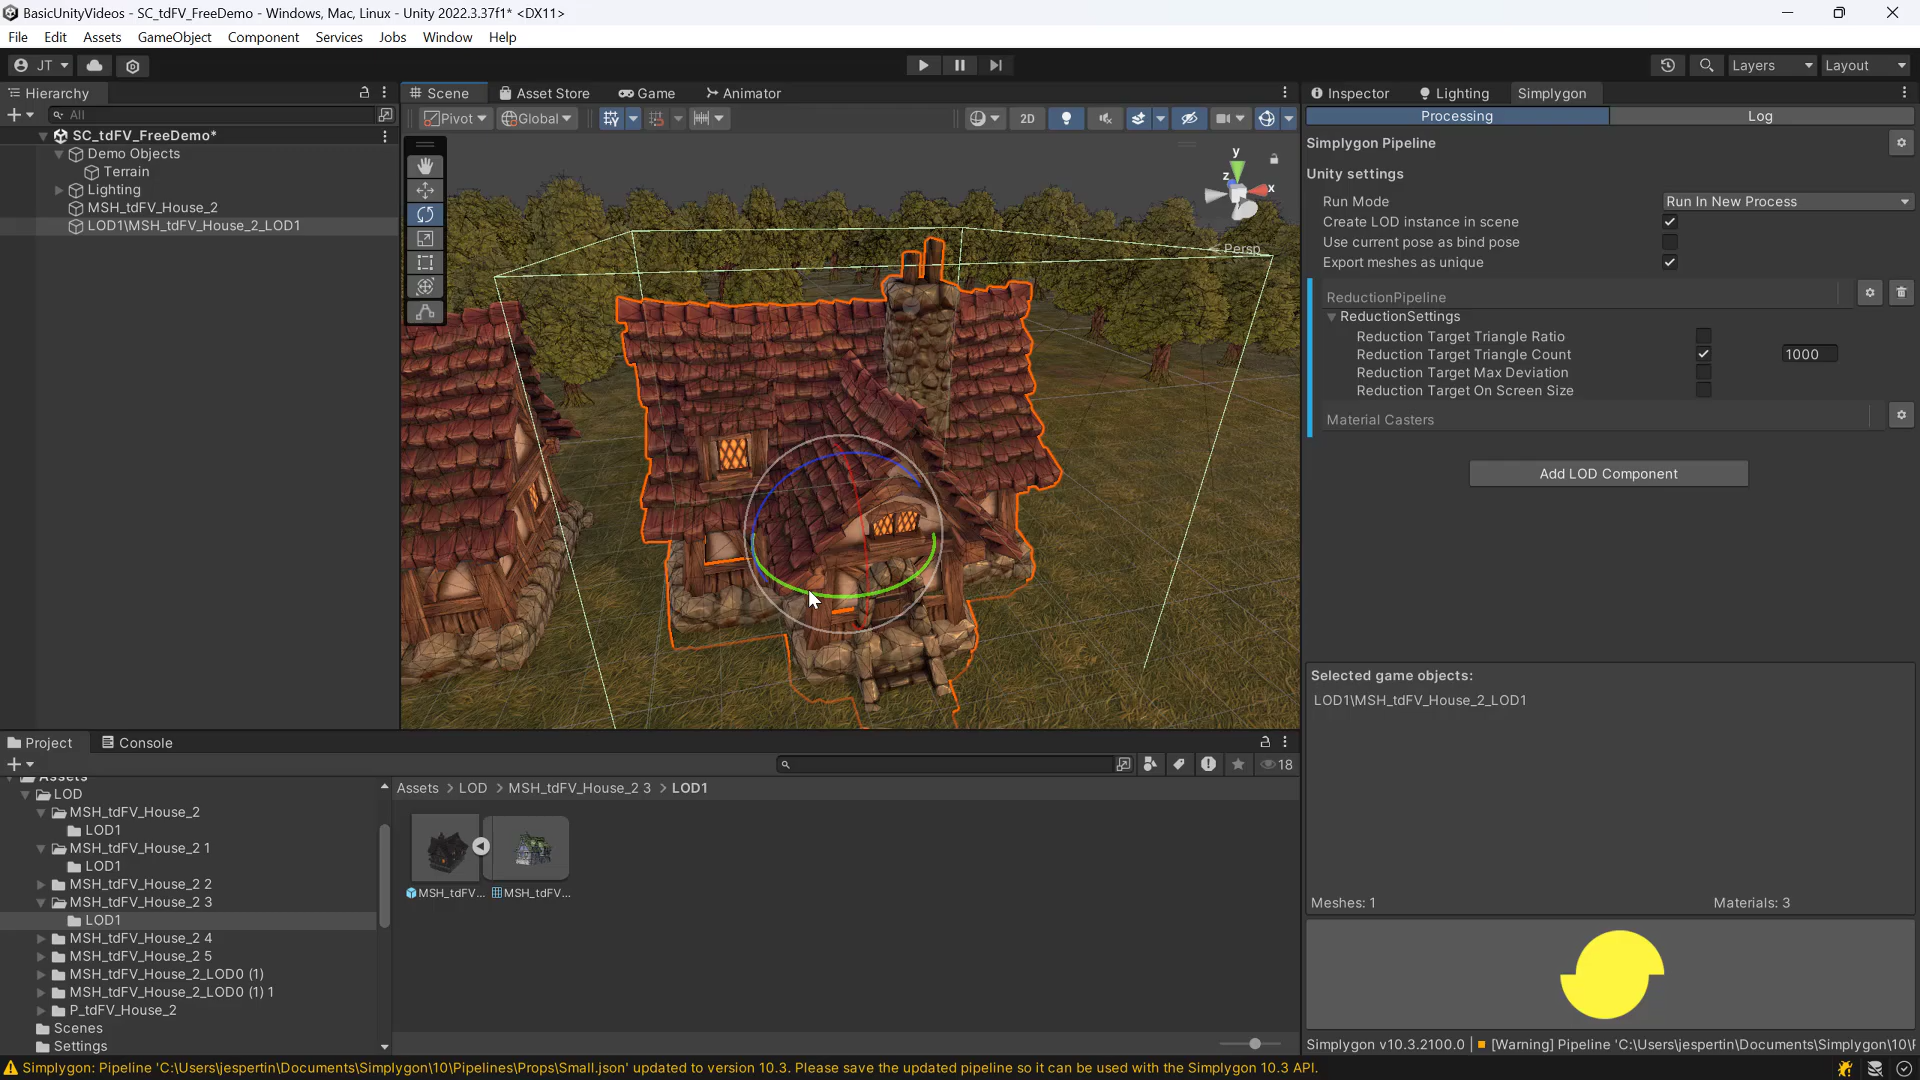 BasicUnityVideos - SC_tdFV_FreeDemo - Windows, Mac, Linux - Unity 2022.3.37f1* <DX11>
File Edit Assets GameObject Component Services Jobs Window Help
JT
Layers
Layout
Hierarchy
All
SC_tdFV_FreeDemo*
Demo Objects
Terrain
Lighting
MSH_tdFV_House_2
LOD1\MSH_tdFV_House_2_LOD1
Scene Asset Store Game Animator
Pivot Global 2D
y
z
x
Persp
Inspector Lighting Simplygon
Processing Log
Simplygon Pipeline
Unity settings
Run Mode Run In New Process
Create LOD instance in scene
Use current pose as bind pose
Export meshes as unique
ReductionPipeline
ReductionSettings
Reduction Target Triangle Ratio
Reduction Target Triangle Count 1000
Reduction Target Max Deviation
Reduction Target On Screen Size
Material Casters
Add LOD Component
Selected game objects:
LOD1\MSH_tdFV_House_2_LOD1
Meshes: 1 Materials: 3
Simplygon v10.3.2100.0 | [Warning] Pipeline 'C:\Users\jespertin\Documents\Simplygon\10\F
Project Console
18
Assets
LOD
MSH_tdFV_House_2
LOD1
MSH_tdFV_House_2 1
LOD1
MSH_tdFV_House_2 2
MSH_tdFV_House_2 3
LOD1
MSH_tdFV_House_2 4
MSH_tdFV_House_2 5
MSH_tdFV_House_2_LOD0 (1)
MSH_tdFV_House_2_LOD0 (1) 1
P_tdFV_House_2
Scenes
Settings
Assets > LOD > MSH_tdFV_House_2 3 > LOD1
MSH_tdFV... MSH_tdFV...
Simplygon: Pipeline 'C:\Users\jespertin\Documents\Simplygon\10\Pipelines\Props\Small.json' updated to version 10.3. Please save the updated pipeline so it can be used with the Simplygon 10.3 API.